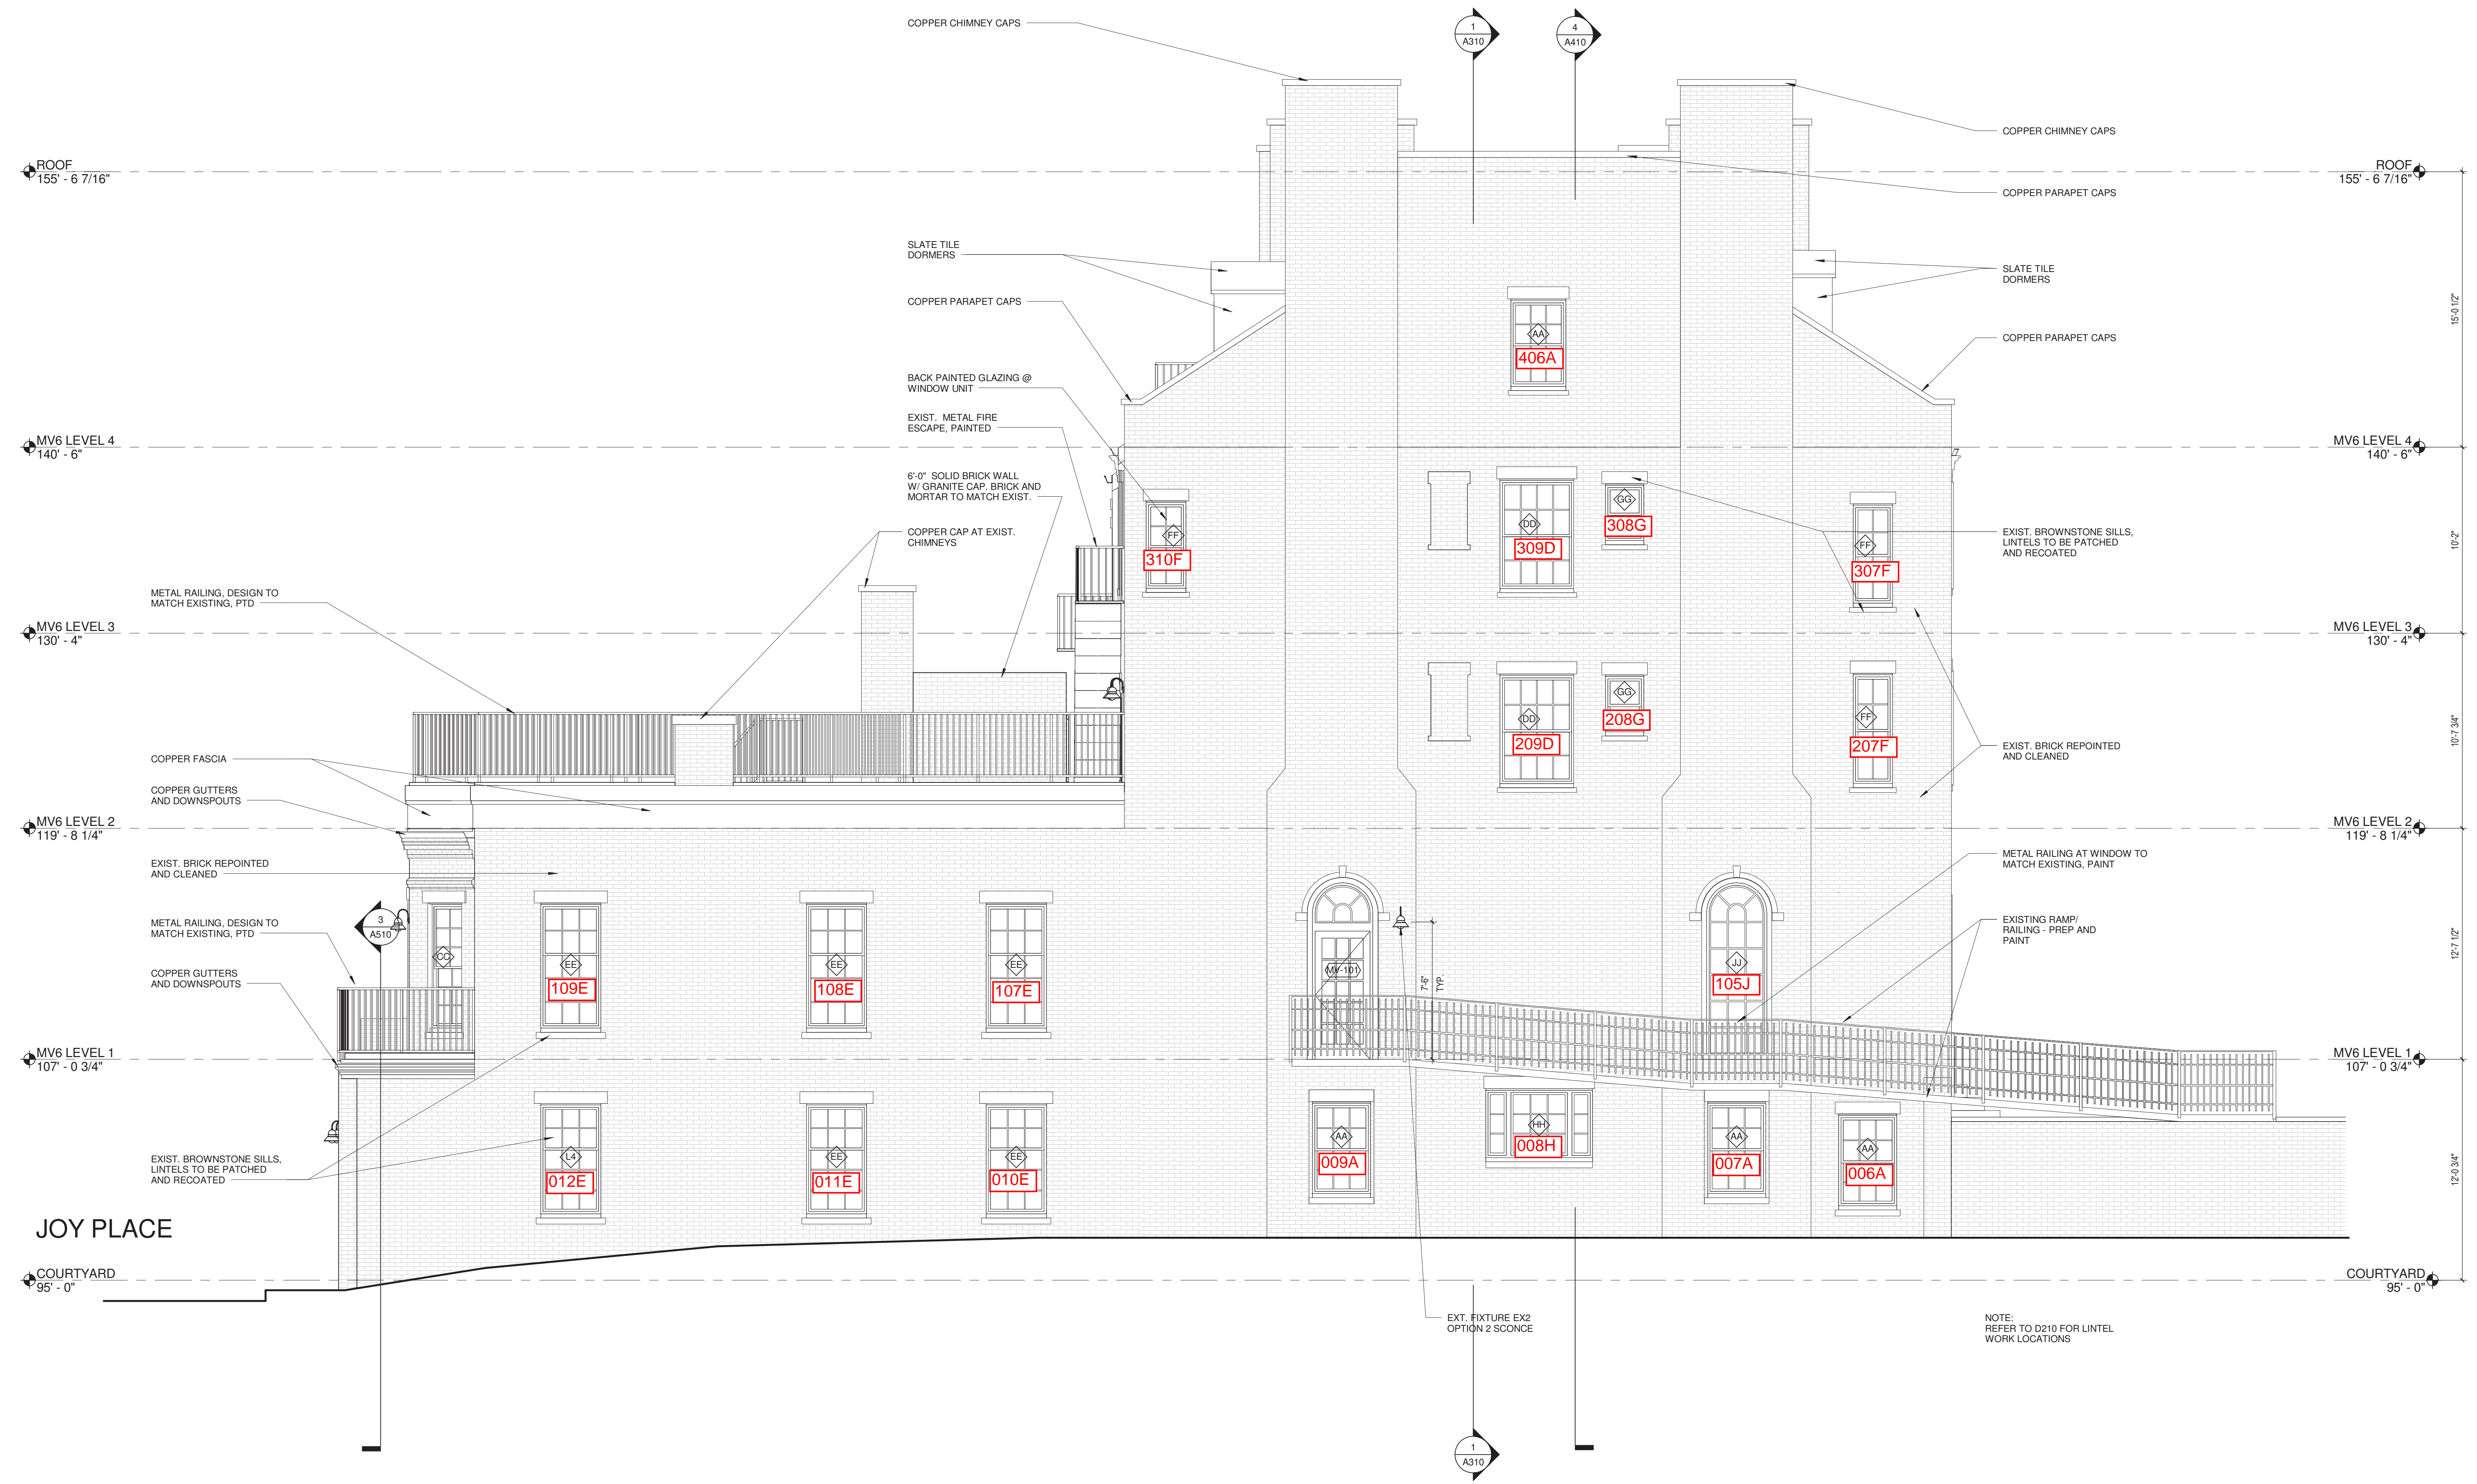 COPPER CHIMNEY CAPS
1
A310
4
A410
COPPER CHIMNEY CAPS
ROOF
155' - 6 7/16"
ROOF
155' - 6 7/16"
COPPER PARAPET CAPS
SLATE TILE
DORMERS
SLATE TILE
DORMERS
COPPER PARAPET CAPS
15'-0 1/2"
AA
406A
COPPER PARAPET CAPS
BACK PAINTED GLAZING @
WINDOW UNIT
EXIST. METAL FIRE
ESCAPE, PAINTED
MV6 LEVEL 4
140' - 6"
MV6 LEVEL 4
140' - 6"
6'-0" SOLID BRICK WALL
W/ GRANITE CAP. BRICK AND
MORTAR TO MATCH EXIST.
COPPER CAP AT EXIST.
CHIMNEYS
FF
310F
DD
309D
GG
308G
FF
307F
EXIST. BROWNSTONE SILLS,
LINTELS TO BE PATCHED
AND RECOATED
10'-2"
METAL RAILING, DESIGN TO
MATCH EXISTING, PTD
MV6 LEVEL 3
130' - 4"
MV6 LEVEL 3
130' - 4"
DD
209D
GG
208G
FF
207F
EXIST. BRICK REPOINTED
AND CLEANED
10'-7 3/4"
COPPER FASCIA
COPPER GUTTERS
AND DOWNSPOUTS
MV6 LEVEL 2
119' - 8 1/4"
MV6 LEVEL 2
119' - 8 1/4"
EXIST. BRICK REPOINTED
AND CLEANED
METAL RAILING AT WINDOW TO
MATCH EXISTING, PAINT
METAL RAILING, DESIGN TO
MATCH EXISTING, PTD
3
A510
EXISTING RAMP/
RAILING - PREP AND
PAINT
12'-7 1/2"
COPPER GUTTERS
AND DOWNSPOUTS
CC
EE
109E
EE
108E
EE
107E
MV-101
7'-6"
TYP.
JJ
105J
MV6 LEVEL 1
107' - 0 3/4"
MV6 LEVEL 1
107' - 0 3/4"
EXIST. BROWNSTONE SILLS,
LINTELS TO BE PATCHED
AND RECOATED
L4
012E
EE
011E
EE
010E
AA
009A
HH
008H
AA
007A
AA
006A
12'-0 3/4"
JOY PLACE
COURTYARD
95' - 0"
COURTYARD
95' - 0"
EXT. FIXTURE EX2
OPTION 2 SCONCE
NOTE:
REFER TO D210 FOR LINTEL
WORK LOCATIONS
1
A310